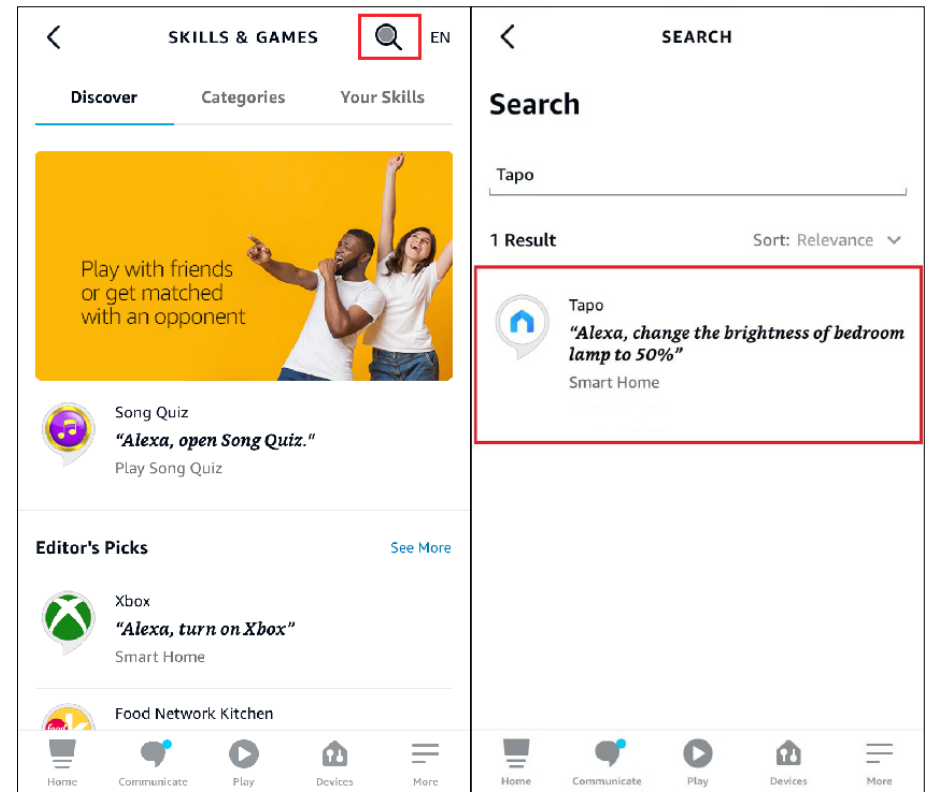 SKILLS & GAMES
EN
Discover
Categories
Your Skills
Play with friends
or get matched
with an opponent
Song Quiz
“Alexa, open Song Quiz."
Play Song Quiz
Editor's Picks
See More
Xbox
“Alexa, turn on Xbox”
Smart Home
food
Food Network Kitchen
Home
Communicate
Play
Devices
More
SEARCH
Search
Tapo
1 Result
Sort: Relevance
Tapo
“Alexa, change the brightness of bedroom
lamp to 50%”
Smart Home
Home
Communicate
Play
Devices
More